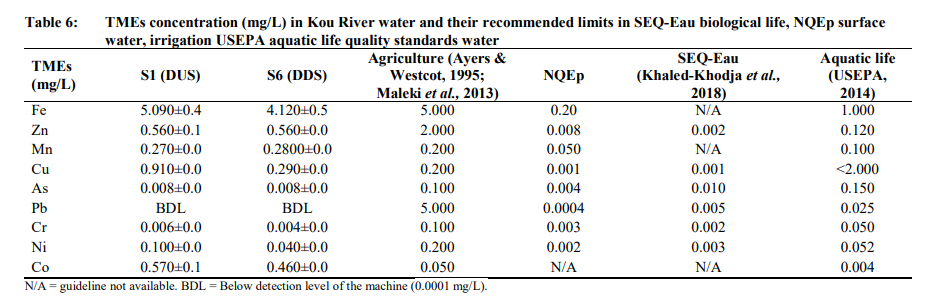 Table 6: TMEs concentration (mg/L) in Kou River water and their recommended limits in SEQ-Eau biological life, NQEp surface
water, irrigation USEPA aquatic life quality standards water
TMEs (mg/L) S1 (DUS) S6 (DDS) Agriculture (Ayers & Westcot, 1995; Maleki et al., 2013) NQEp SEQ-Eau (Khaled-Khodja et al., 2018) Aquatic life (USEPA, 2014)
Fe 5.090±0.4 4.120±0.5 5.000 0.20 N/A 1.000
Zn 0.560±0.1 0.560±0.0 2.000 0.008 0.002 0.120
Mn 0.270±0.0 0.2800±0.0 0.200 0.050 N/A 0.100
Cu 0.910±0.0 0.290±0.0 0.200 0.001 0.001 <2.000
As 0.008±0.0 0.008±0.0 0.100 0.004 0.010 0.150
Pb BDL BDL 5.000 0.0004 0.005 0.025
Cr 0.006±0.0 0.004±0.0 0.100 0.003 0.002 0.050
Ni 0.100±0.0 0.040±0.0 0.200 0.002 0.003 0.052
Co 0.570±0.1 0.460±0.0 0.050 N/A N/A 0.004
N/A = guideline not available. BDL = Below detection level of the machine (0.0001 mg/L).